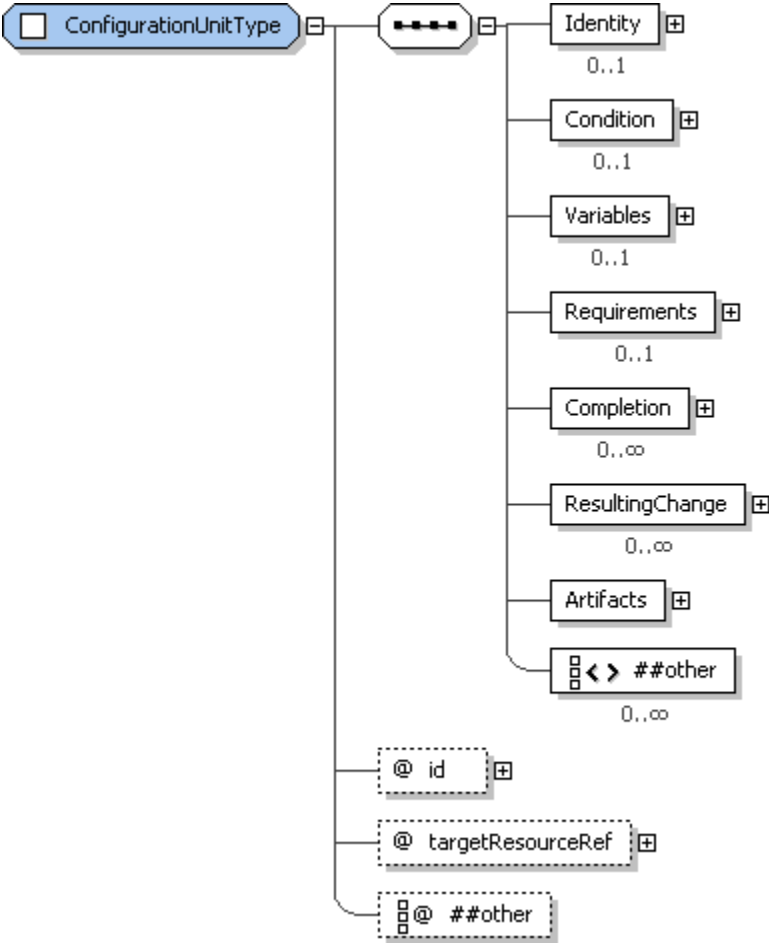 ConfigurationUnitType
Identity
0..1
Condition
0..1
Variables
0..1
Requirements
0..1
Completion
0..∞
ResultingChange
0..∞
Artifacts
<> ##other
0..∞
@ id
@ targetResourceRef
@ ##other